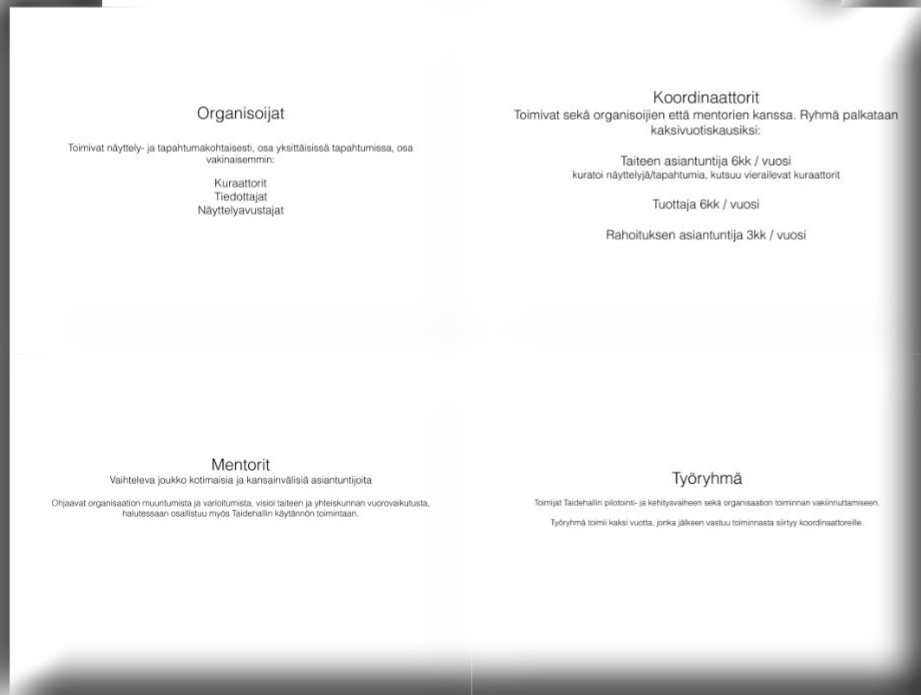 Organisoijat
Toimivat näyttely- ja tapahtumakohtaisesti, osa yksittäisissä tapahtumissa, osa
vakinaisemmin:
Kuraattorit
Tiedottajat
Näyttelyavustajat
Koordinaattorit
Toimivat sekä organisoijien että mentorien kanssa. Ryhmä palkataan
kaksivuotiskausiksi:
Taiteen asiantuntija 6kk / vuosi
kuratoi näyttelyjä/tapahtumia, kutsuu vierailevat kuraattorit
Tuottaja 6kk / vuosi
Rahoituksen asiantuntija 3kk / vuosi
Mentorit
Vaihteleva joukko kotimaisia ja kansainvälisiä asiantuntijoita
Ohjaavat organisaation muuntumista ja varioitumista, visioi taiteen ja yhteiskunnan vuorovaikutusta,
halutessaan osallistuu myös Taidehallin käytännön toimintaan.
Työryhmä
Toimijat Taidehallin pilotointi- ja kehitysvaiheen sekä organisaation toiminnan vakiinnuttamiseen.
Työryhmä toimii kaksi vuotta, jonka jälkeen vastuu toiminnasta siirtyy koordinaattoreille.